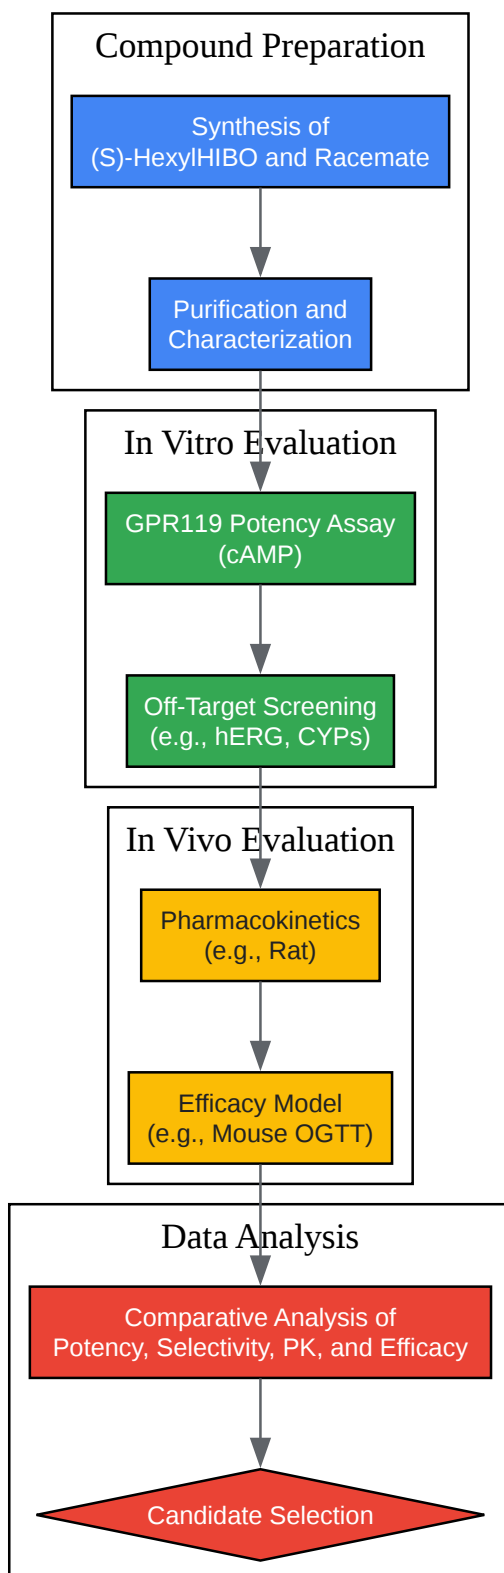 Compound Preparation
Synthesis of
(S)-HexylHIBO and Racemate
Purification and
Characterization
In Vitro Evaluation
GPR119 Potency Assay
(cAMP)
Off-Target Screening
(e.g., hERG, CYPs)
In Vivo Evaluation
Pharmacokinetics
(e.g., Rat)
Efficacy Model
(e.g., Mouse OGTT)
Data Analysis
Comparative Analysis of
Potency, Selectivity, PK, and Efficacy
Candidate Selection